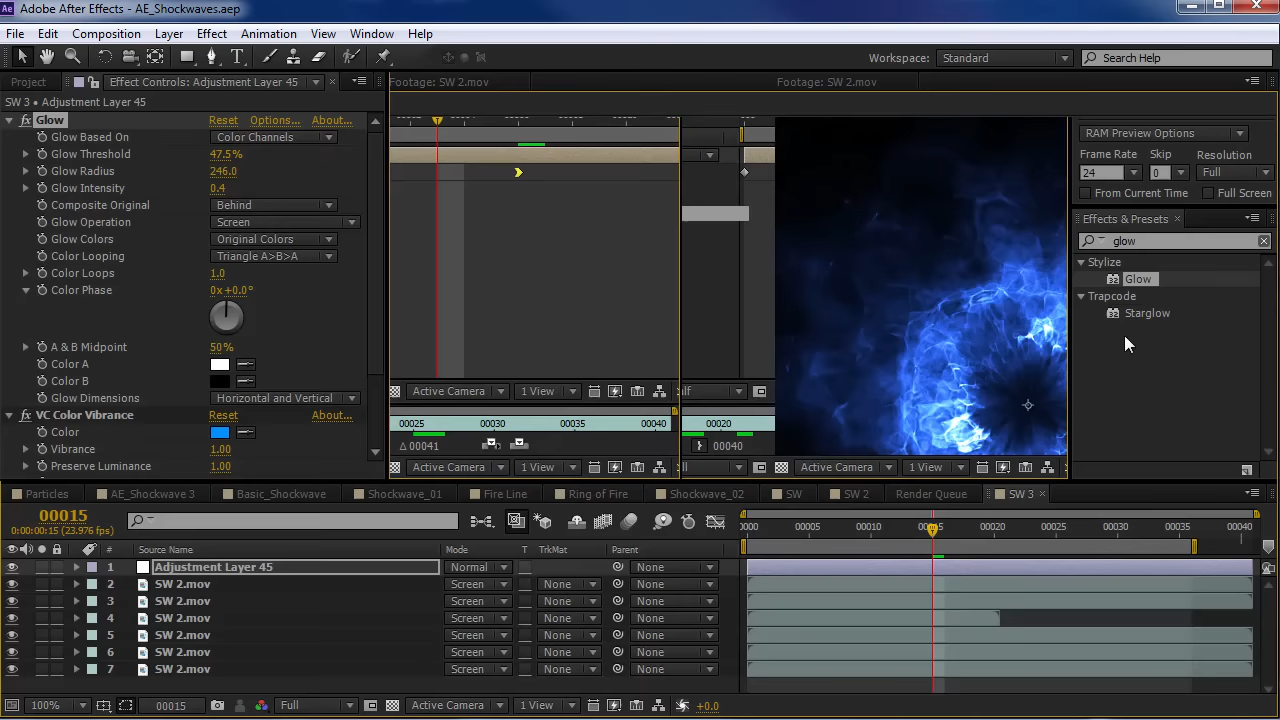 Ae Adobe After Effects - AE_Shockwaves.aep
File Edit Composition Layer Effect Animation View Window Help
Workspace: Standard Search Help
Project Effect Controls: Adjustment Layer 45 Footage: SW 2.mov Footage: SW 2.mov
SW 3 • Adjustment Layer 45
fx Glow Reset Options... About...
Glow Based On Color Channels
Glow Threshold 47.5%
Glow Radius 246.0
Glow Intensity 0.4
Composite Original Behind
Glow Operation Screen
Glow Colors Original Colors
Color Looping Triangle A>B>A
Color Loops 1.0
Color Phase 0x+0.0°
A & B Midpoint 50%
Color A
Color B
Glow Dimensions Horizontal and Vertical
fx VC Color Vibrance Reset About...
Color
Vibrance 1.00
Preserve Luminance 1.00
Active Camera 1 View
00025 00030 00035 00040 00020
Δ 00041 00040
Active Camera 1 View Active Camera 1 View
RAM Preview Options
Frame Rate Skip Resolution
24 0 Full
From Current Time Full Screen
Effects & Presets
glow
Stylize
32 Glow
Trapcode
32 Starglow
Particles AE_Shockwave 3 Basic_Shockwave Shockwave_01 Fire Line Ring of Fire Shockwave_02 SW SW 2 Render Queue SW 3
00015
0:00:00:15 (23.976 fps)
0000 00005 00010 00015 00020 00025 00030 00035 00040
# Source Name Mode T TrkMat Parent
1 Adjustment Layer 45 Normal None
2 SW 2.mov Screen None None
3 SW 2.mov Screen None None
4 SW 2.mov Screen None None
5 SW 2.mov Screen None None
6 SW 2.mov Screen None None
7 SW 2.mov Screen None None
100% 00015 Full Active Camera 1 View +0.0